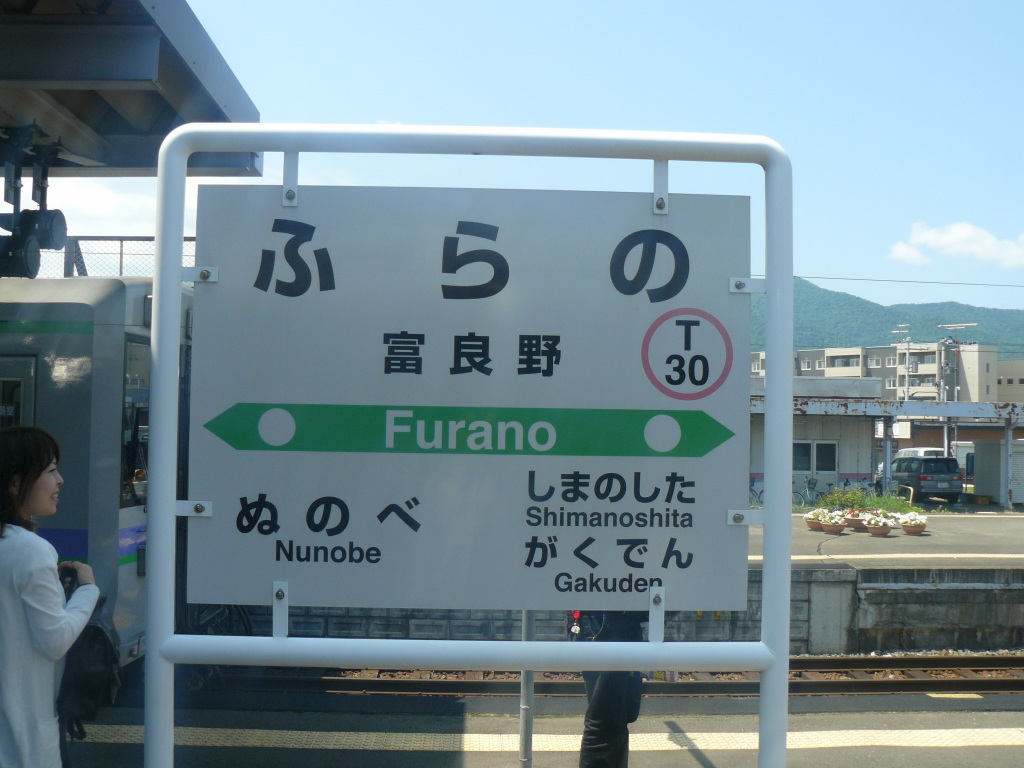 ふらの
富良野
T
30
Furano
ぬのべ
Nunobe
しまのした
Shimanoshita
がくでん
Gakuden